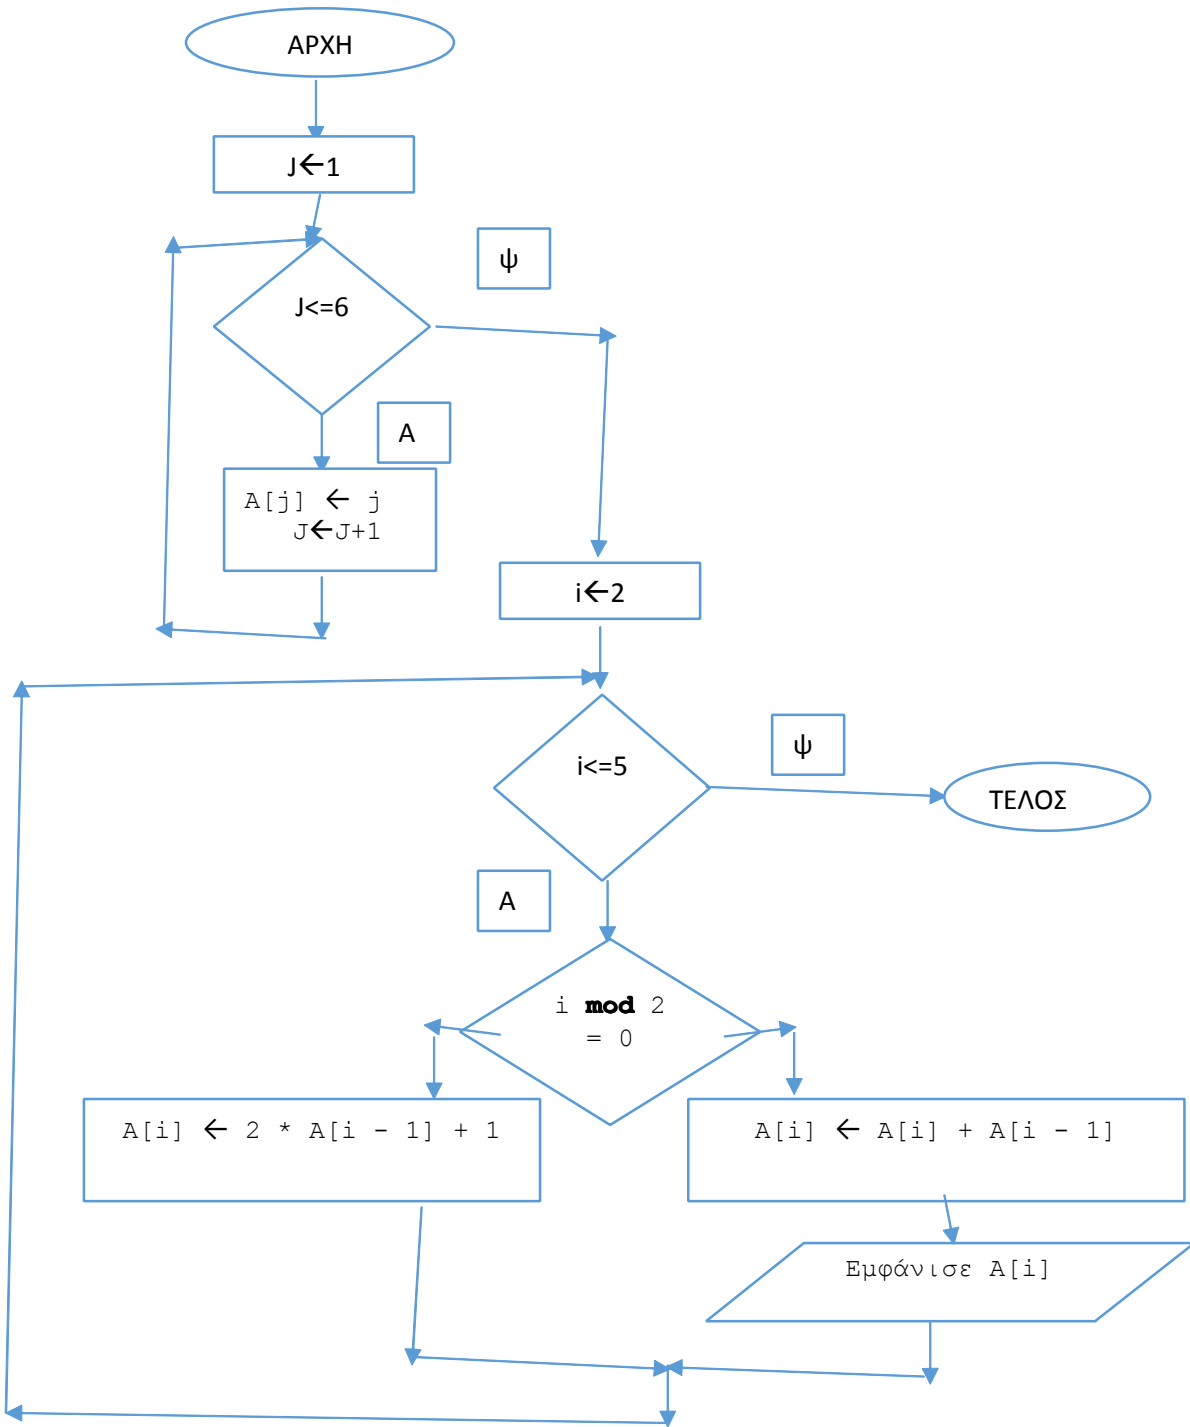 ΑΡΧΗ
J←1
ψ
J<=6
Α
A[j] ← j
J←J+1
i←2
ψ
i<=5
ΤΕΛΟΣ
Α
i mod 2
= 0
A[i] ← 2 * A[i - 1] + 1
A[i] ← A[i] + A[i - 1]
Εμφάνισε A[i]